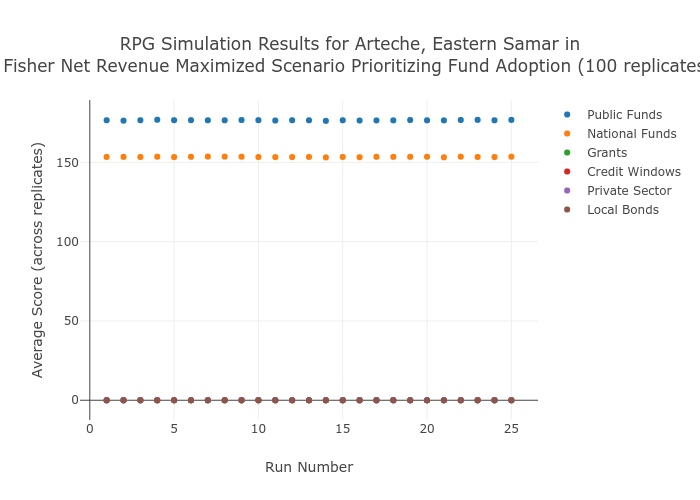 RPG Simulation Results for Arteche, Eastern Samar in
Fisher Net Revenue Maximized Scenario Prioritizing Fund Adoption (100 replicates
Average Score (across replicates)
150
100
50
0
0
5
10
15
20
25
Run Number
Public Funds
National Funds
Grants
Credit Windows
Private Sector
Local Bonds